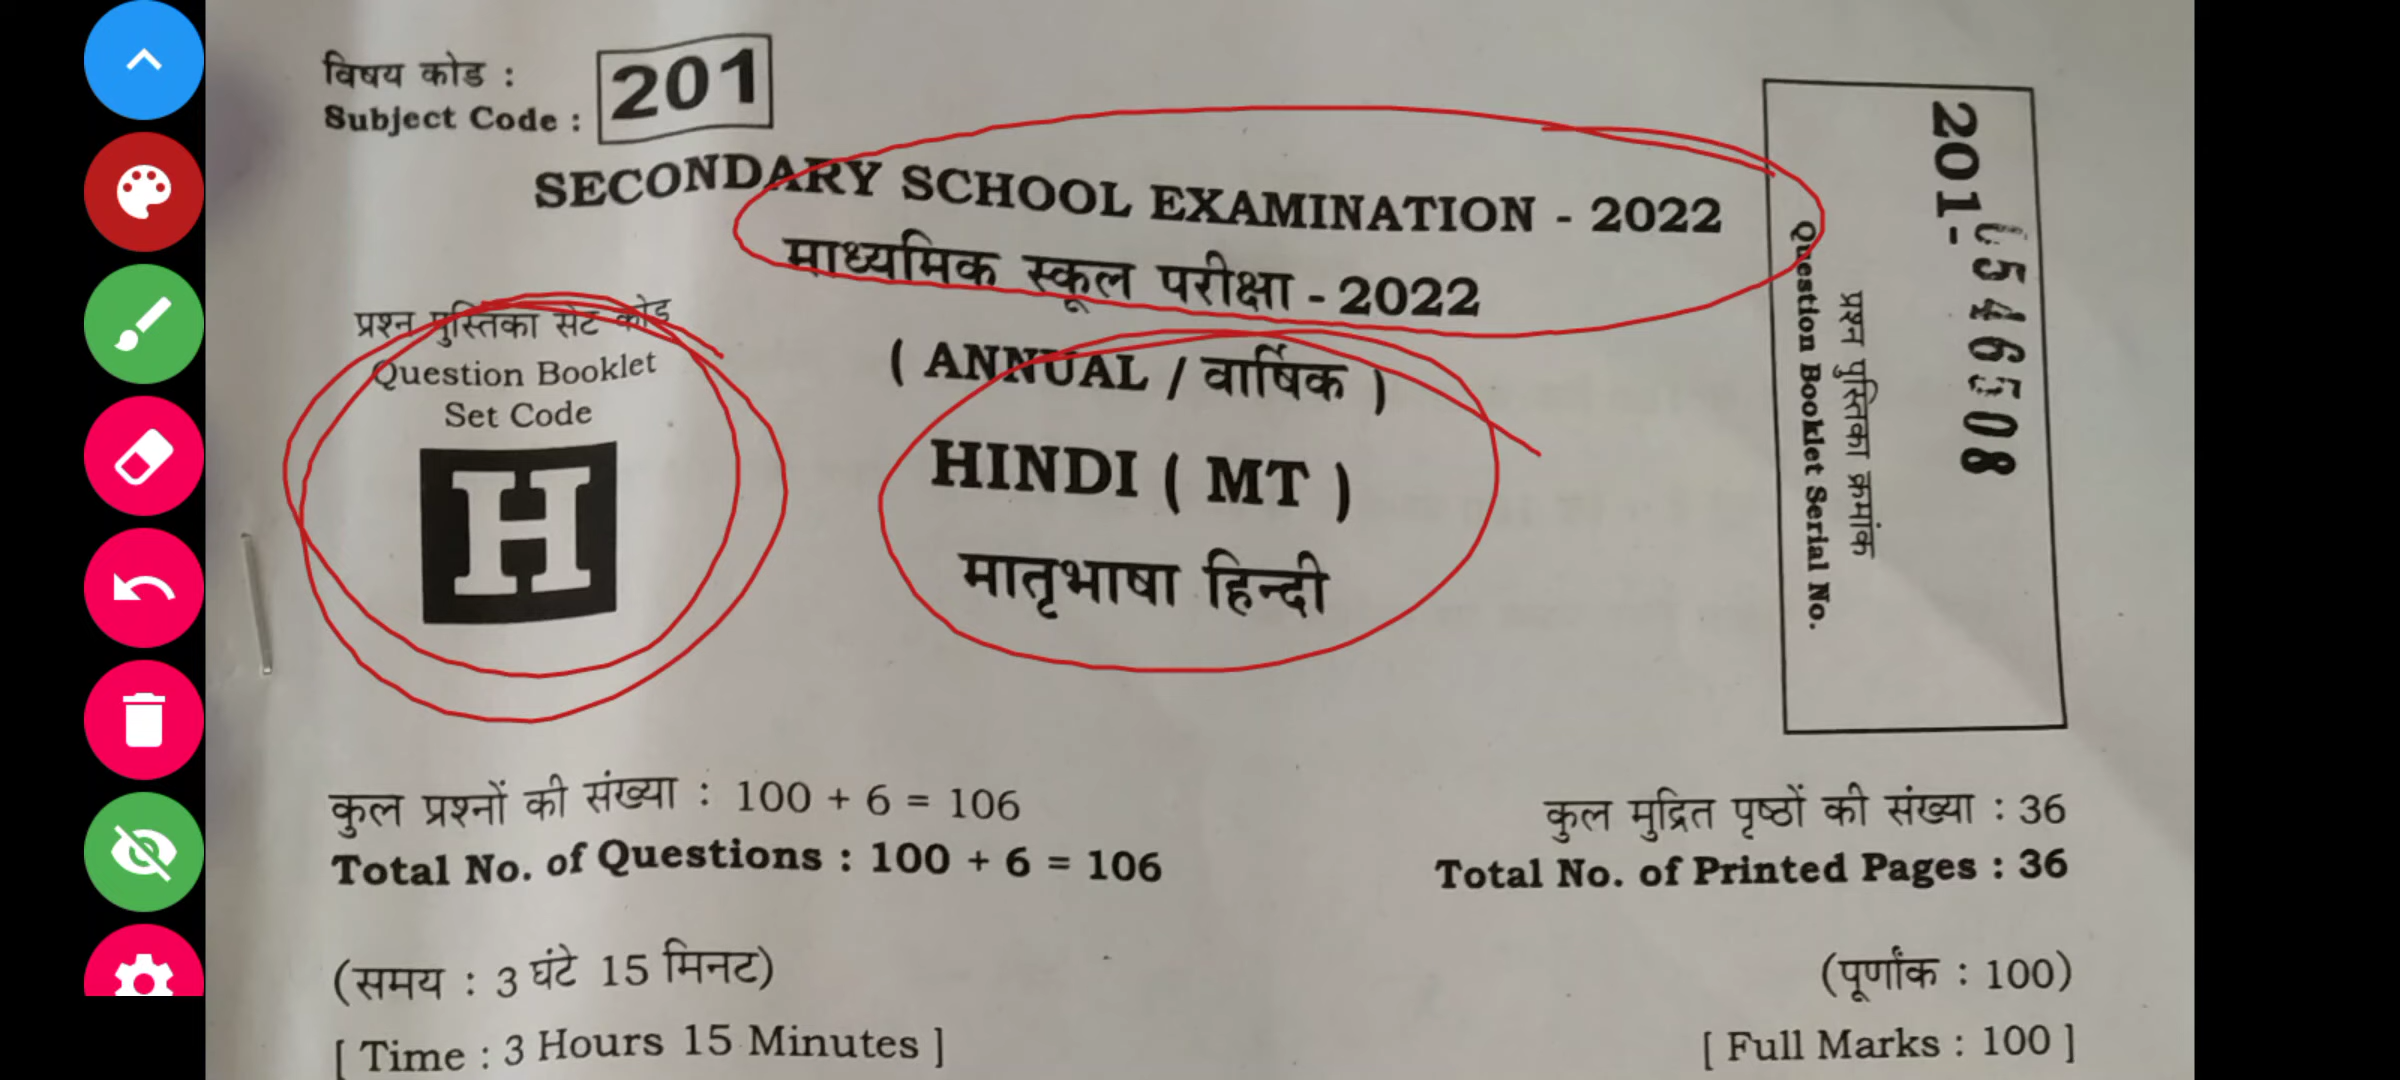 विषय कोड :
Subject Code :
201
SECONDARY SCHOOL EXAMINATION - 2022
माध्यमिक स्कूल परीक्षा - 2022
( ANNUAL / वार्षिक )
HINDI ( MT )
मातृभाषा हिन्दी
प्रश्न पुस्तिका सेट कोड
Question Booklet
Set Code
H
201-
प्रश्न पुस्तिका क्रमांक
Question Booklet Serial No.
कुल प्रश्नों की संख्या : 100 + 6 = 106
Total No. of Questions : 100 + 6 = 106
कुल मुद्रित पृष्ठों की संख्या : 36
Total No. of Printed Pages : 36
(समय : 3 घंटे 15 मिनट)
[ Time : 3 Hours 15 Minutes ]
(पूर्णांक : 100)
[ Full Marks : 100 ]